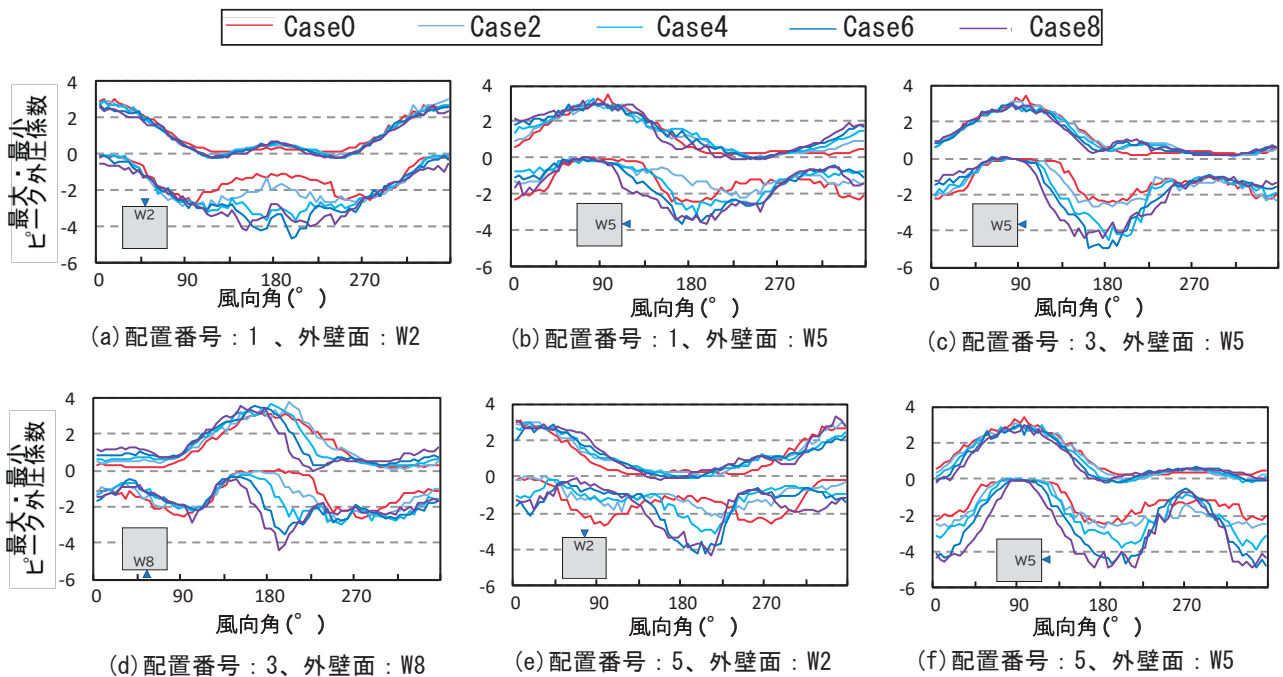 Case0 Case2 Case4 Case6 Case8
最大・最小
ピーク外圧係数
4
2
0
-2
-4
-6
W2
0 90 180 270
風向角(°)
(a)配置番号：1 、外壁面：W2
4
2
0
-2
-4
-6
W5
0 90 180 270
風向角(°)
(b)配置番号：1、外壁面：W5
4
2
0
-2
-4
-6
W5
0 90 180 270
風向角(°)
(c)配置番号：3、外壁面：W5
最大・最小
ピーク外圧係数
4
2
0
-2
-4
-6
W8
0 90 180 270
風向角(°)
(d)配置番号：3、外壁面：W8
4
2
0
-2
-4
-6
W2
0 90 180 270
風向角(°)
(e)配置番号：5、外壁面：W2
4
2
0
-2
-4
-6
W5
0 90 180 270
風向角(°)
(f)配置番号：5、外壁面：W5